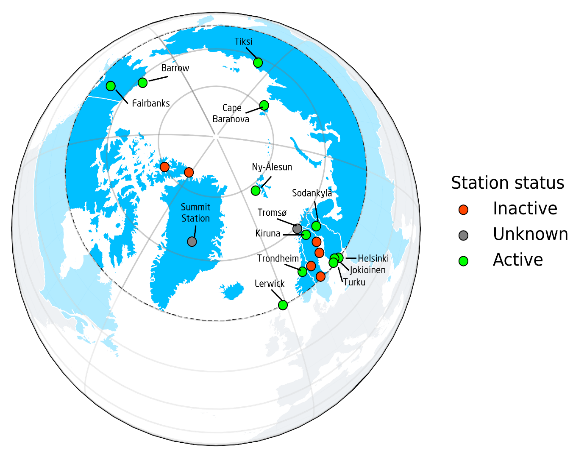 Tiksi
Barrow
Fairbanks
Cape
Baranova
Ny-Ålesun
Sodankylä
Summit
Station
Tromsø
Kiruna
Trondheim
Helsinki
Jokioinen
Turku
Lerwick
Station status
Inactive
Unknown
Active